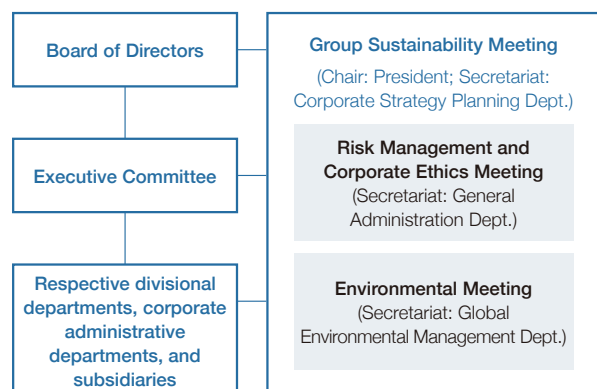 Board of Directors
Executive Committee
Respective divisional
departments, corporate
administrative
departments, and
subsidiaries
Group Sustainability Meeting
(Chair: President; Secretariat:
Corporate Strategy Planning Dept.)
Risk Management and
Corporate Ethics Meeting
(Secretariat: General
Administration Dept.)
Environmental Meeting
(Secretariat: Global
Environmental Management Dept.)